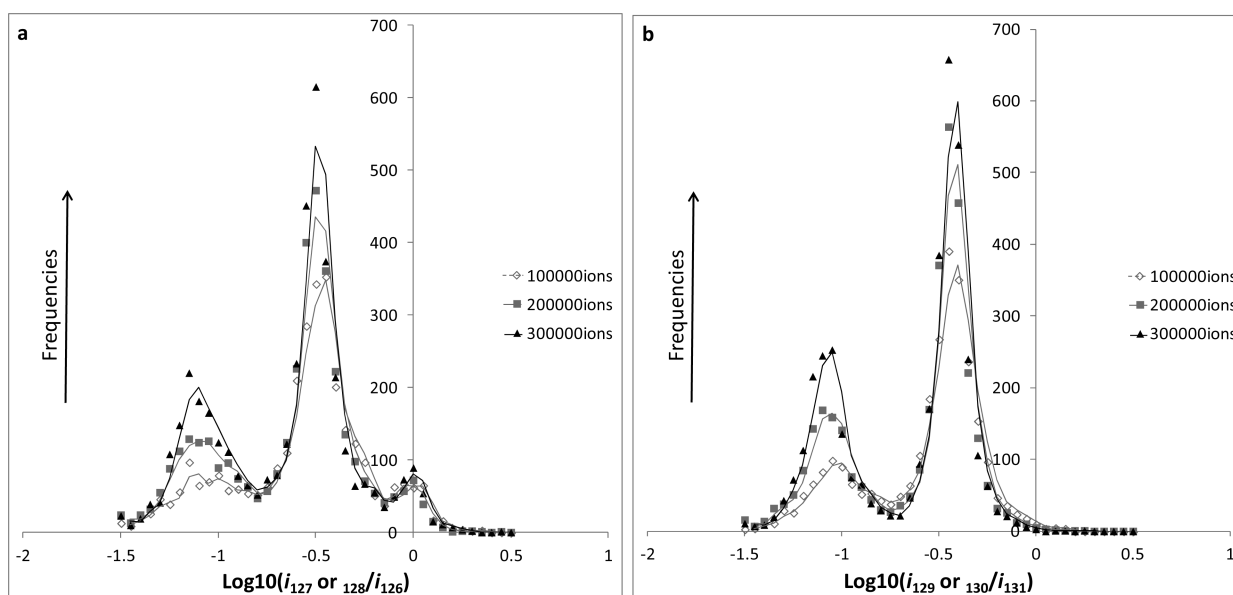 a
700
600
500
400
300
200
100
0
-2
-1.5
-1
-0.5
0
0.5
1
Frequencies
100000ions
200000ions
300000ions
Log10(i127 or 128/i126)
b
700
600
500
400
300
200
100
0
-2
-1.5
-1
-0.5
0
0.5
1
Frequencies
100000ions
200000ions
300000ions
Log10(i129 or 130/i131)